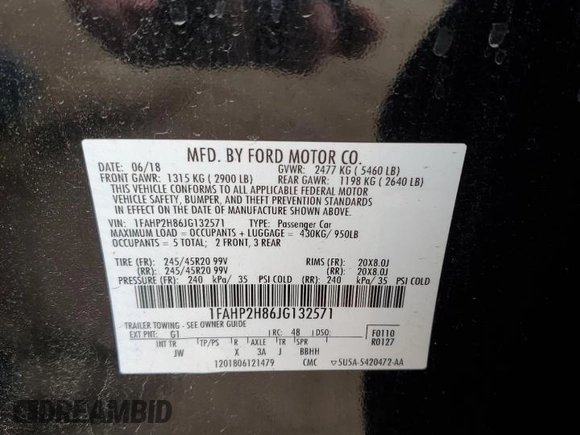 MFD. BY FORD MOTOR CO.
DATE: 06/18 GVWR: 2477 KG ( 5460 LB)
FRONT GAWR: 1315 KG ( 2900 LB) REAR GAWR: 1198 KG ( 2640 LB)
THIS VEHICLE CONFORMS TO ALL APPLICABLE FEDERAL MOTOR
VEHICLE SAFETY, BUMPER, AND THEFT PREVENTION STANDARDS
IN EFFECT ON THE DATE OF MANUFACTURE SHOWN ABOVE.
VIN: 1FAHP2H86JG132571 TYPE: Passenger Car
MAXIMUM LOAD = OCCUPANTS + LUGGAGE = 430KG/ 950LB
OCCUPANTS = 5 TOTAL; 2 FRONT, 3 REAR
TIRE (FR): 245/45R20 99V RIMS (FR): 20X8.0J
(RR): 245/45R20 99V (RR): 20X8.0J
PRESSURE (FR): 240 kPa/ 35 PSI COLD (RR): 240 kPa/ 35 PSI COLD
1FAHP2H86JG132571
TRAILER TOWING - SEE OWNER GUIDE
EXT PNT: G1 RC: 48 DSO: F0110
INT TR TP/PS R AXLE TR SPR R0127
JW X 3A J BBHH
1201806121479 CMC ▽5U5A-5420472-AA
DREAMBID